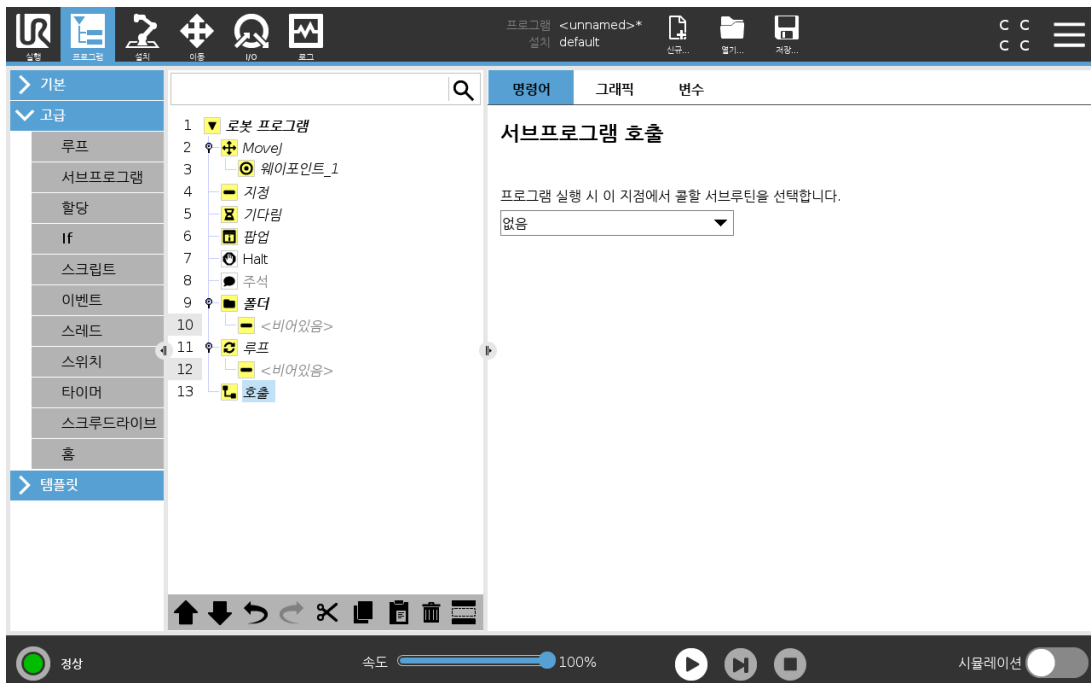 UR
실행
프로그램
설치
이동
I/O
로그
프로그램 <unnamed>*
설치 default
신규...
열기...
저장...
C C
C C
기본
고급
루프
서브프로그램
할당
If
스크립트
이벤트
스레드
스위치
타이머
스크루드라이브
홈
템플릿
1 로봇 프로그램
2 MoveJ
3 웨이포인트_1
4 지정
5 기다림
6 팝업
7 Halt
8 주석
9 폴더
10 <비어있음>
11 루프
12 <비어있음>
13 호출
명령어 그래픽 변수
서브프로그램 호출
프로그램 실행 시 이 지점에서 콜할 서브루틴을 선택합니다.
없음
정상
속도 100%
시뮬레이션